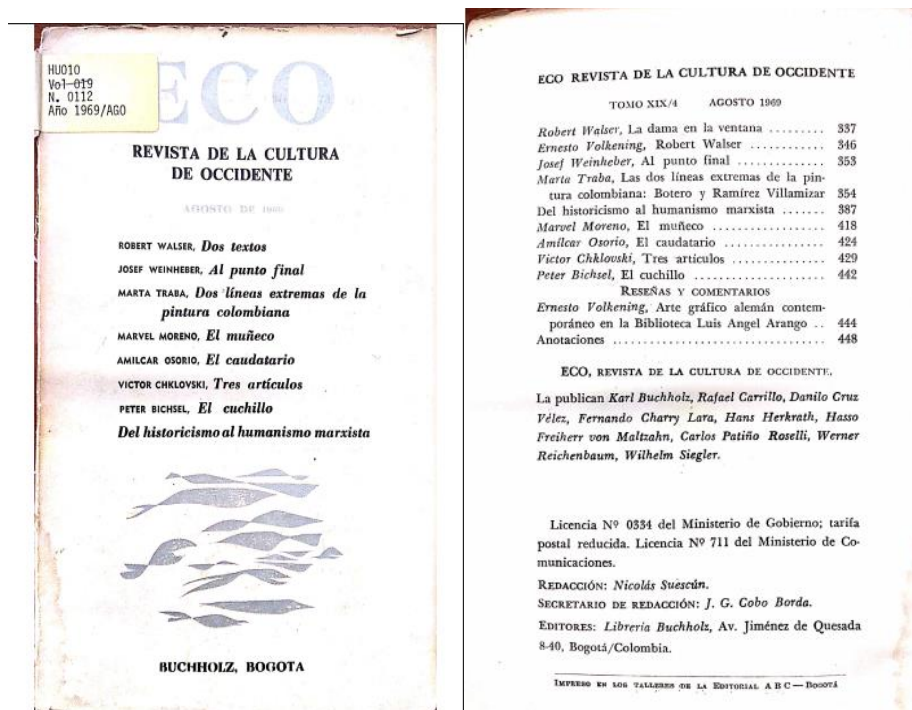 HU010
Vol-019
N. 0112
Año 1969/AGO
ECO
REVISTA DE LA CULTURA
DE OCCIDENTE
AGOSTO DE 1969
ROBERT WALSER, Dos textos
JOSEF WEINHEBER, Al punto final
MARTA TRABA, Dos líneas extremas de la
pintura colombiana
MARVEL MORENO, El muñeco
AMILCAR OSORIO, El caudatario
VICTOR CHKLOVSKI, Tres artículos
PETER BICHSEL, El cuchillo
Del historicismo al humanismo marxista
BUCHHOLZ, BOGOTA
ECO REVISTA DE LA CULTURA DE OCCIDENTE
TOMO XIX/4 AGOSTO 1969
Robert Walser, La dama en la ventana ......... 337
Ernesto Volkening, Robert Walser ............ 346
Josef Weinheber, Al punto final .............. 353
Marta Traba, Las dos líneas extremas de la pin-
tura colombiana: Botero y Ramírez Villamizar 354
Del historicismo al humanismo marxista ....... 387
Marvel Moreno, El muñeco .................. 418
Amílcar Osorio, El caudatario ................ 424
Victor Chklovski, Tres artículos .............. 429
Peter Bichsel, El cuchillo .................... 442
RESEÑAS Y COMENTARIOS
Ernesto Volkening, Arte gráfico alemán contem-
poráneo en la Biblioteca Luis Angel Arango .. 444
Anotaciones ................................ 448
ECO, REVISTA DE LA CULTURA DE OCCIDENTE,
La publican Karl Buchholz, Rafael Carrillo, Danilo Cruz
Vélez, Fernando Charry Lara, Hans Herkrath, Hasso
Freiherr von Maltzahn, Carlos Patiño Roselli, Werner
Reichenbaum, Wilhelm Siegler.
Licencia Nº 0334 del Ministerio de Gobierno; tarifa
postal reducida. Licencia Nº 711 del Ministerio de Co-
municaciones.
REDACCIÓN: Nicolás Suescún.
SECRETARIO DE REDACCIÓN: J. G. Cobo Borda.
EDITORES: Librería Buchholz, Av. Jiménez de Quesada
8-40, Bogotá/Colombia.
IMPRESO EN LOS TALLERES DE LA EDITORIAL A B C — BOGOTÁ